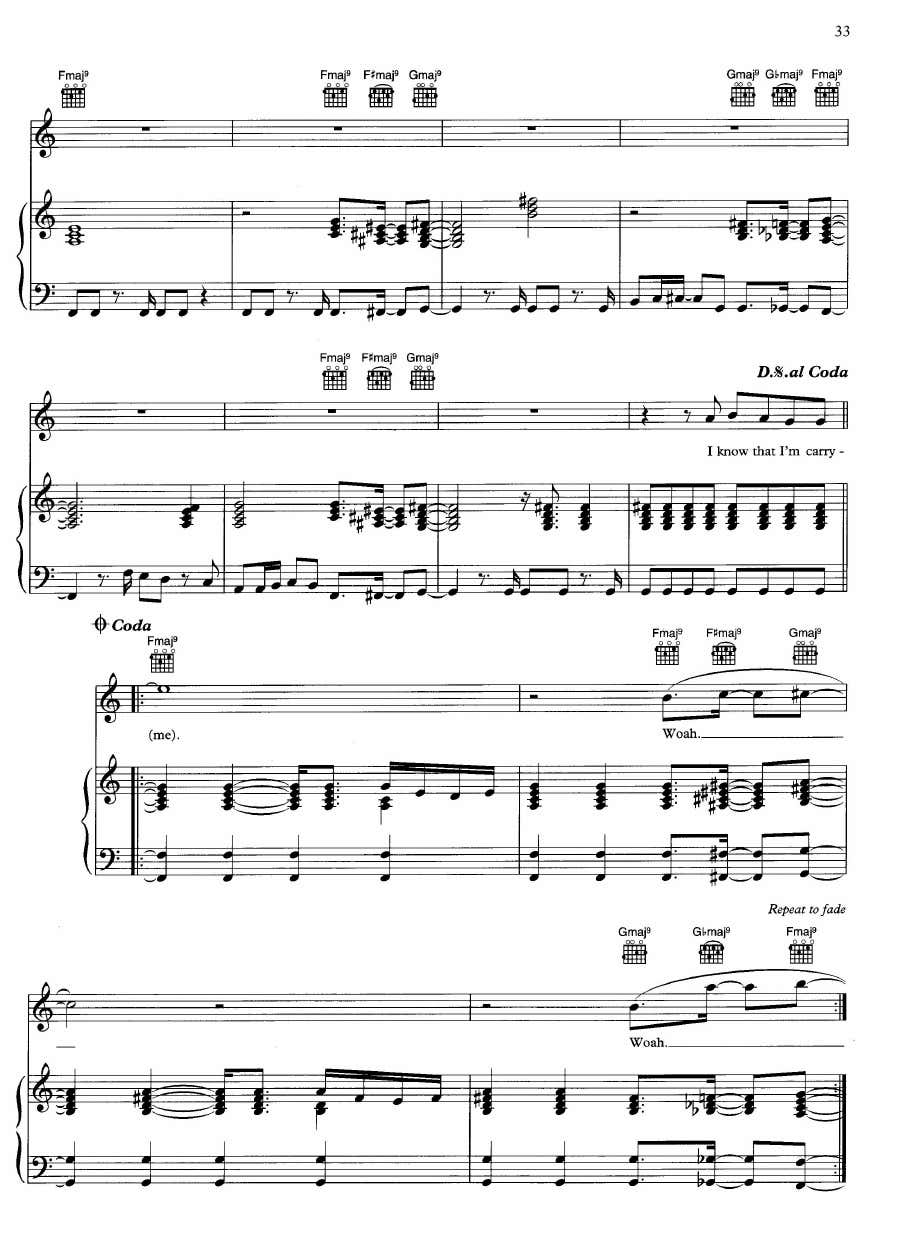 33
Fmaj9 Fmaj9 F♯maj9 Gmaj9 Gmaj9 G♭maj9 Fmaj9
Fmaj9 F♯maj9 Gmaj9 D.𝄋.al Coda
I know that I'm carry -
𝄌 Coda
Fmaj9 Fmaj9 F♯maj9 Gmaj9
(me). Woah.
Repeat to fade
Gmaj9 G♭maj9 Fmaj9
Woah.